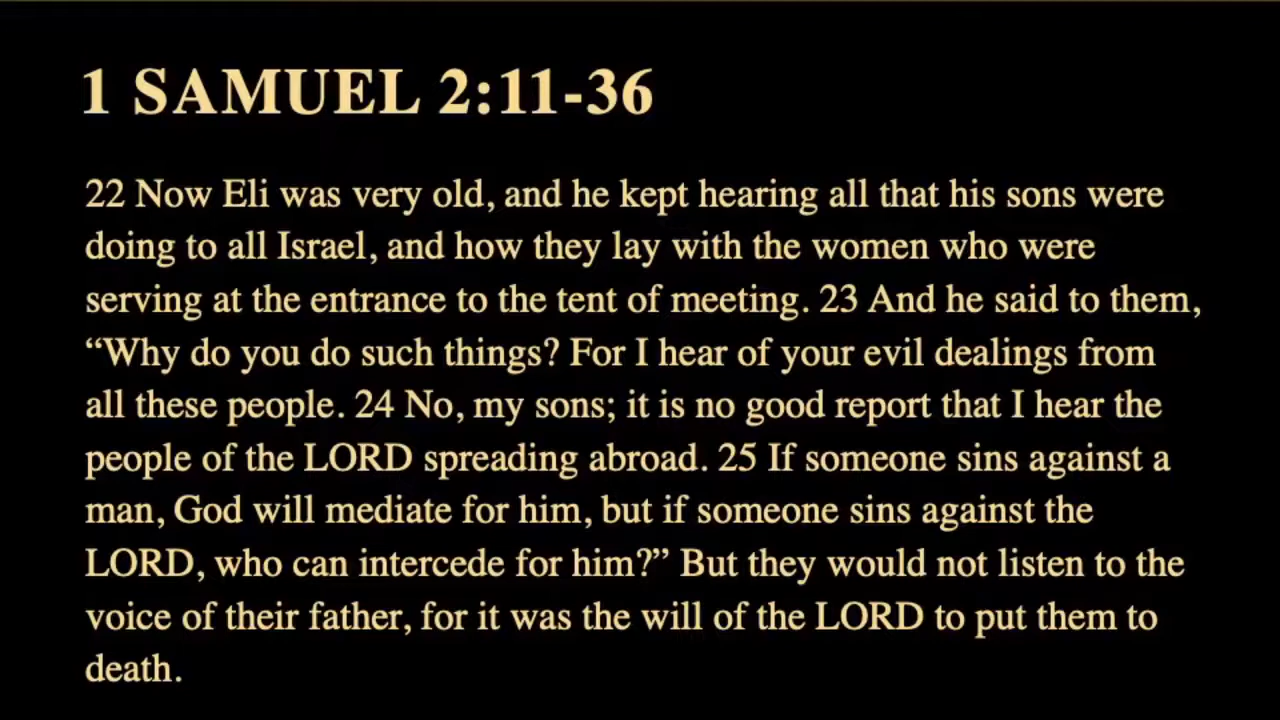 1 SAMUEL 2:11-36
22 Now Eli was very old, and he kept hearing all that his sons were
doing to all Israel, and how they lay with the women who were
serving at the entrance to the tent of meeting. 23 And he said to them,
“Why do you do such things? For I hear of your evil dealings from
all these people. 24 No, my sons; it is no good report that I hear the
people of the LORD spreading abroad. 25 If someone sins against a
man, God will mediate for him, but if someone sins against the
LORD, who can intercede for him?” But they would not listen to the
voice of their father, for it was the will of the LORD to put them to
death.